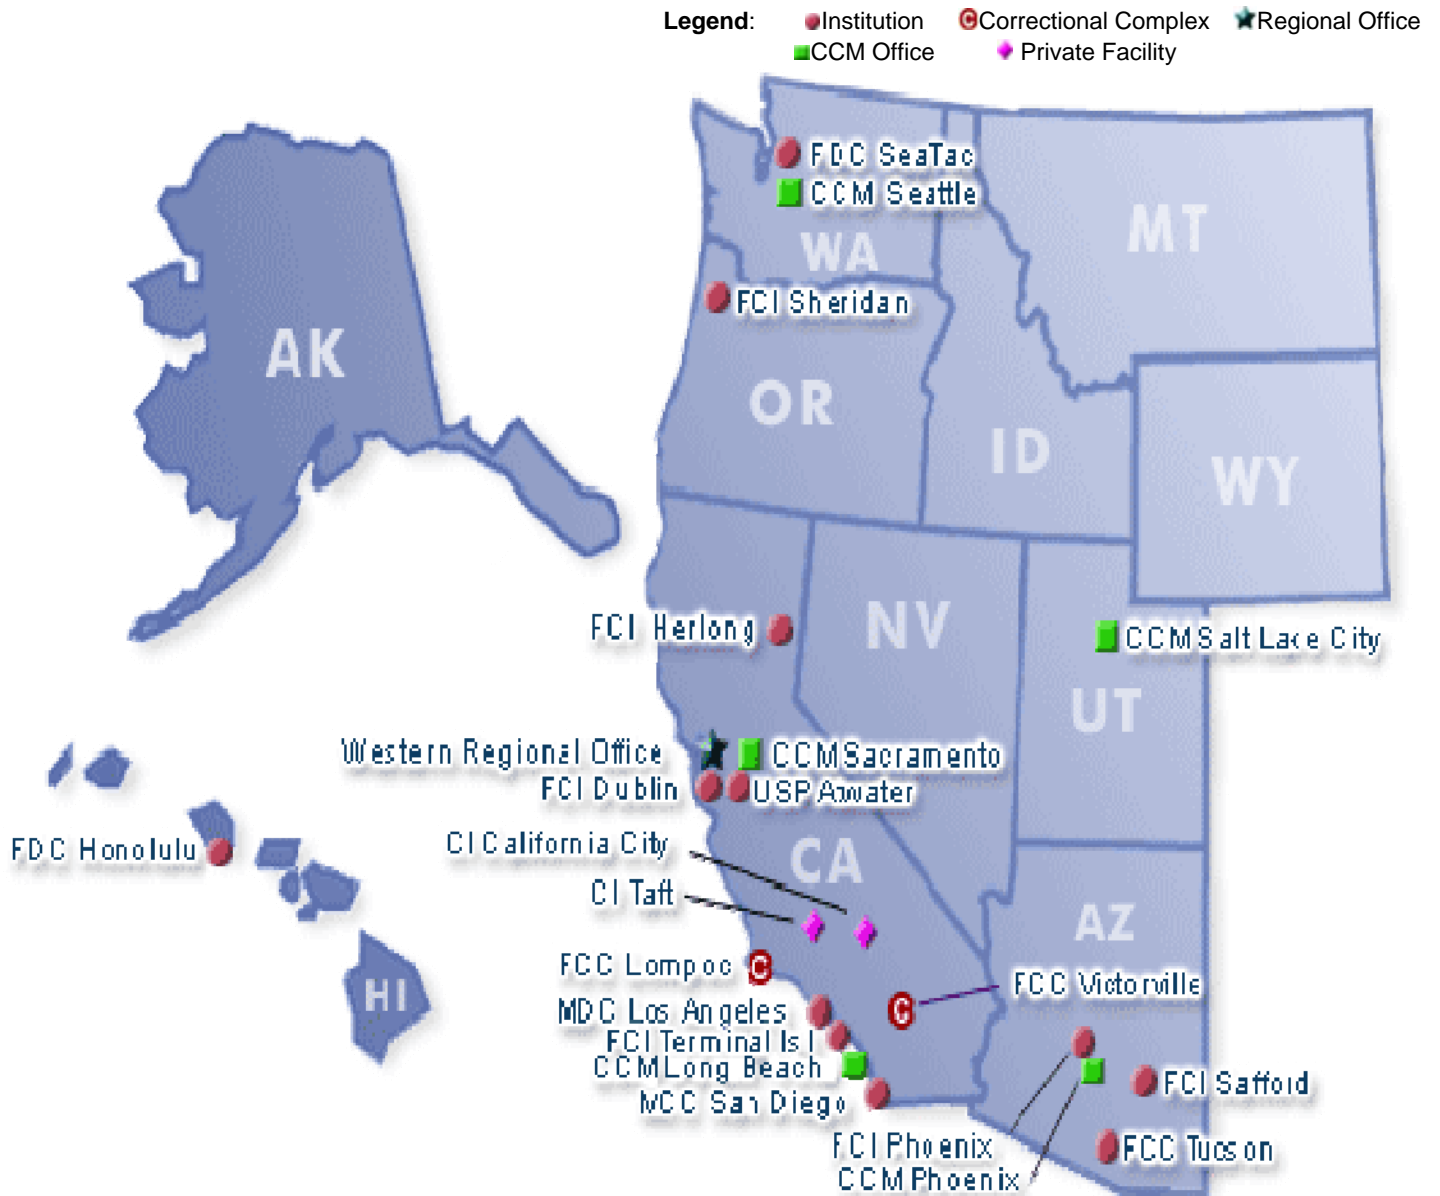 Legend: Institution Correctional Complex Regional Office
CCM Office Private Facility
FDC SeaTac
CCM Seattle
MT
WA
FCI Sheridan
AK
OR
ID
WY
FCI Herlong
NV
CCM Salt Lake City
UT
Western Regional Office
CCM Sacramento
FCI Dublin
USP Atwater
CI California City
FDC Honolulu
CA
CI Taft
AZ
FCC Lompoc
FCC Victorville
HI
MDC Los Angeles
FCI Terminal Isl
CCM Long Beach
FCI Safford
MCC San Diego
FCI Phoenix
FCC Tucson
CCM Phoenix